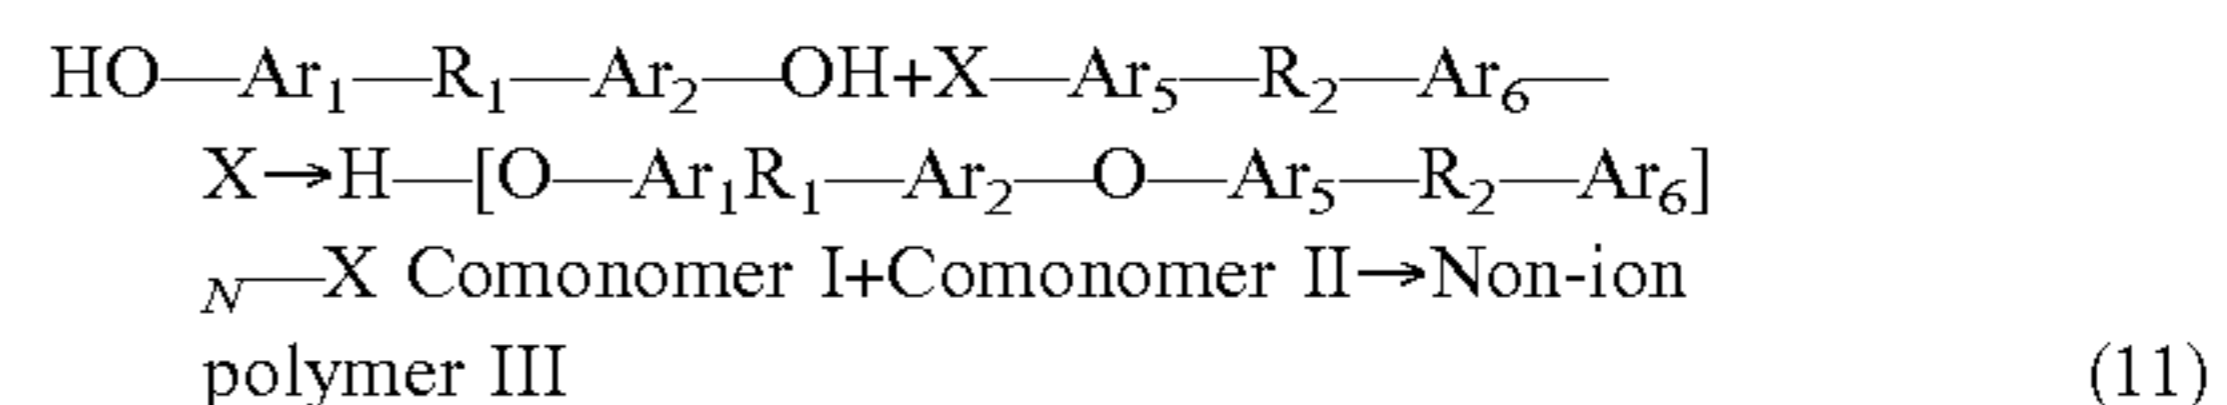 HO—Ar₁—R₁—Ar₂—OH+X—Ar₅—R₂—Ar₆—
X→H—[O—Ar₁R₁—Ar₂—O—Ar₅—R₂—Ar₆]
N—X Comonomer I+Comonomer II→Non-ion
polymer III (11)